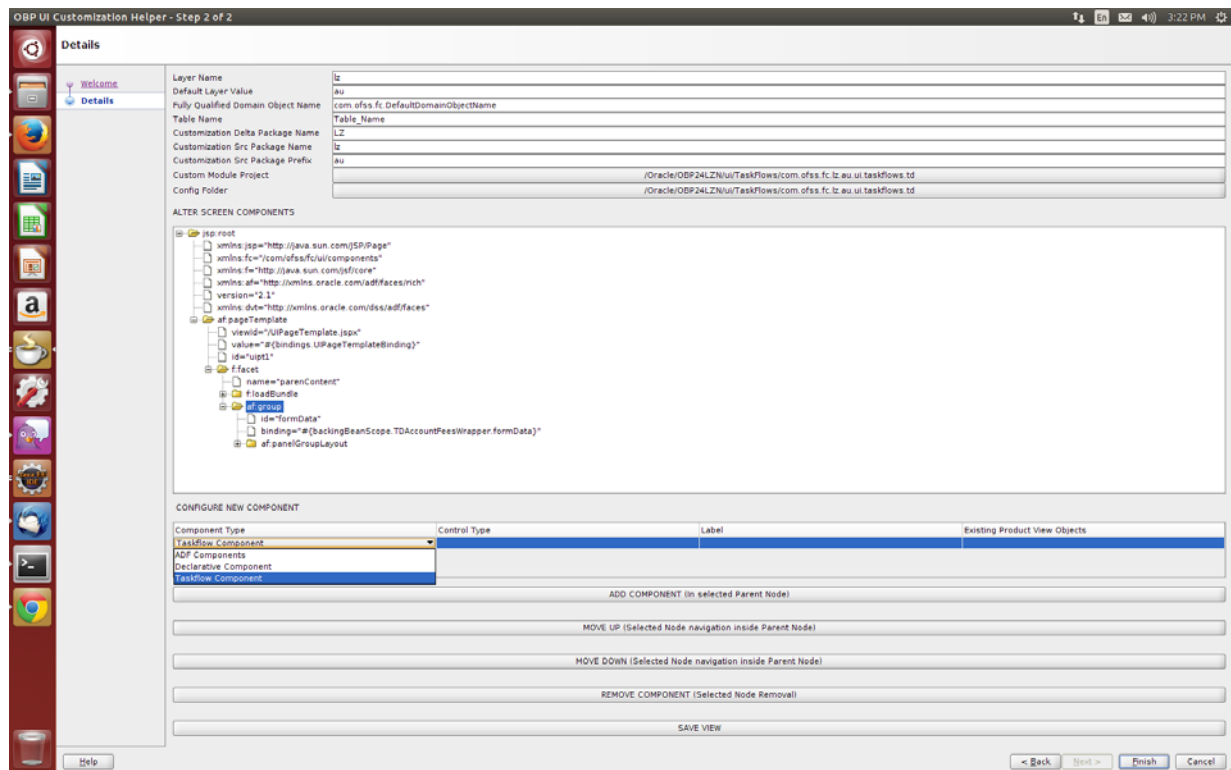 OBP UI Customization Helper - Step 2 of 2
En
3:22 PM
Details
Welcome
Details
Layer Name lz
Default Layer Value au
Fully Qualified Domain Object Name com.ofss.fc.DefaultDomainObjectName
Table Name Table_Name
Customization Delta Package Name LZ
Customization Src Package Name lz
Customization Src Package Prefix au
Custom Module Project /Oracle/OBP24LZN/ui/TaskFlows/com.ofss.fc.lz.au.ui.taskflows.td
Config Folder /Oracle/OBP24LZN/ui/TaskFlows/com.ofss.fc.lz.au.ui.taskflows.td
ALTER SCREEN COMPONENTS
jsp:root
xmlns:jsp="http://java.sun.com/JSP/Page"
xmlns:fc="/com/ofss/fc/ui/components"
xmlns:f="http://java.sun.com/jsf/core"
xmlns:af="http://xmlns.oracle.com/adf/faces/rich"
version="2.1"
xmlns:dvt="http://xmlns.oracle.com/dss/adf/faces"
af:pageTemplate
viewId="/UIPageTemplate.jspx"
value="#{bindings.UIPageTemplateBinding}"
id="uipt1"
f:facet
name="parenContent"
f:loadBundle
af:group
id="formData"
binding="#{backingBeanScope.TDAccountFeesWrapper.formData}"
af:panelGroupLayout
CONFIGURE NEW COMPONENT
Component Type Control Type Label Existing Product View Objects
Taskflow Component
ADF Components
Declarative Component
Taskflow Component
ADD COMPONENT (In selected Parent Node)
MOVE UP (Selected Node navigation inside Parent Node)
MOVE DOWN (Selected Node navigation inside Parent Node)
REMOVE COMPONENT (Selected Node Removal)
SAVE VIEW
Help
< Back Next > Finish Cancel